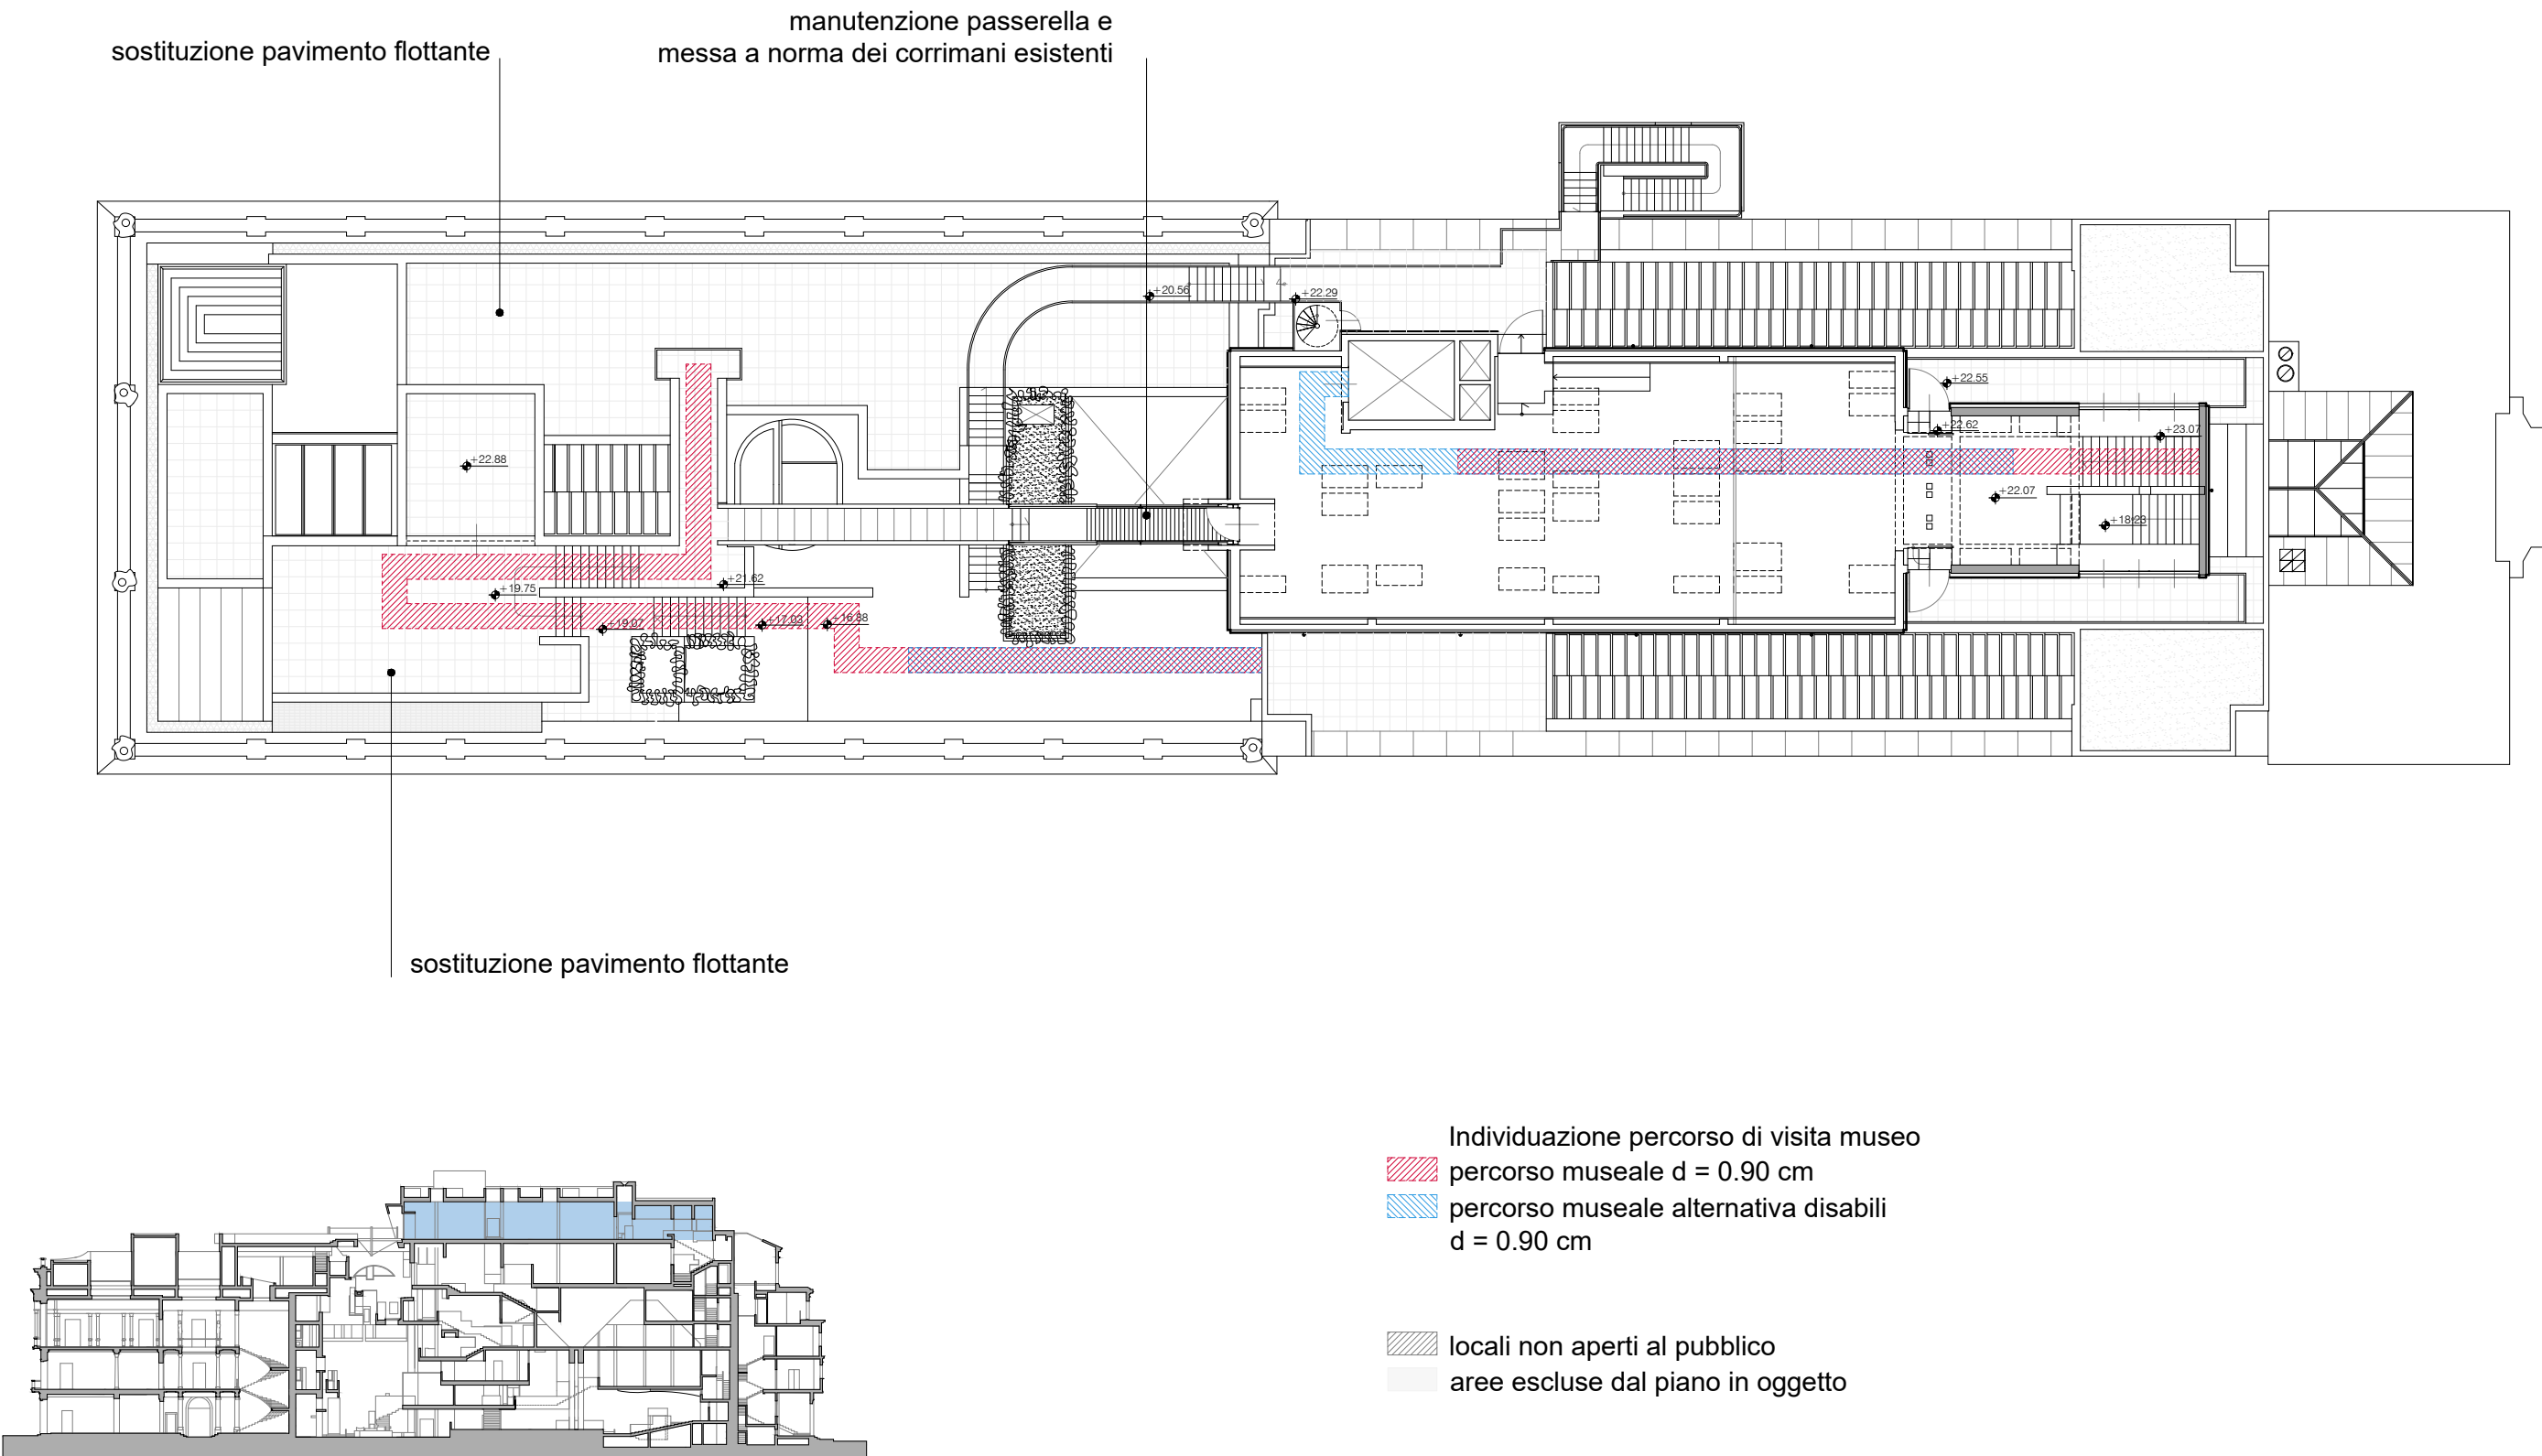 manutenzione passerella e
messa a norma dei corrimani esistenti
sostituzione pavimento flottante
+20.56
+22.29
+22.55
+22.62
+23.07
+22.88
+22.07
+18.23
+21.62
+19.75
+19.07
+17.03
+16.88
sostituzione pavimento flottante
Individuazione percorso di visita museo
percorso museale d = 0.90 cm
percorso museale alternativa disabili
d = 0.90 cm
locali non aperti al pubblico
aree escluse dal piano in oggetto